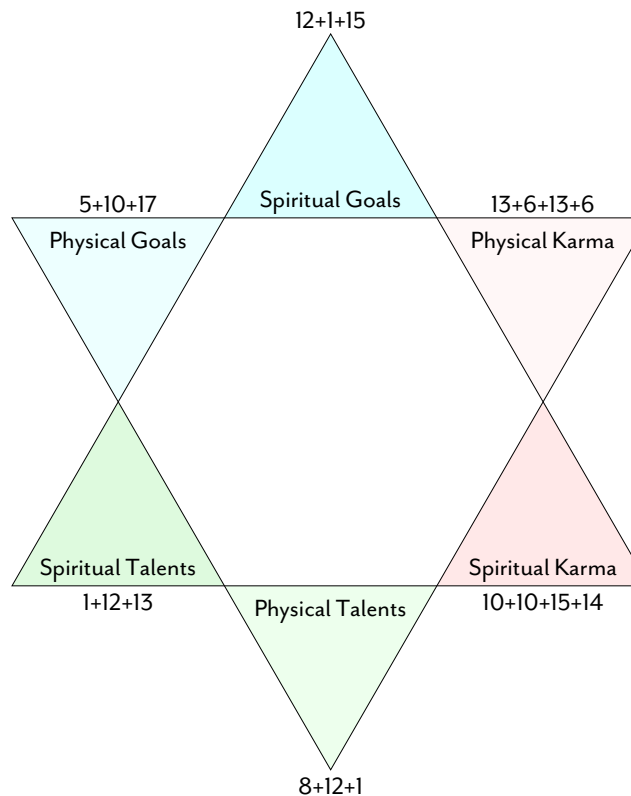 12+1+15
Spiritual Goals
5+10+17
Physical Goals
13+6+13+6
Physical Karma
Spiritual Talents
1+12+13
Physical Talents
8+12+1
Spiritual Karma
10+10+15+14